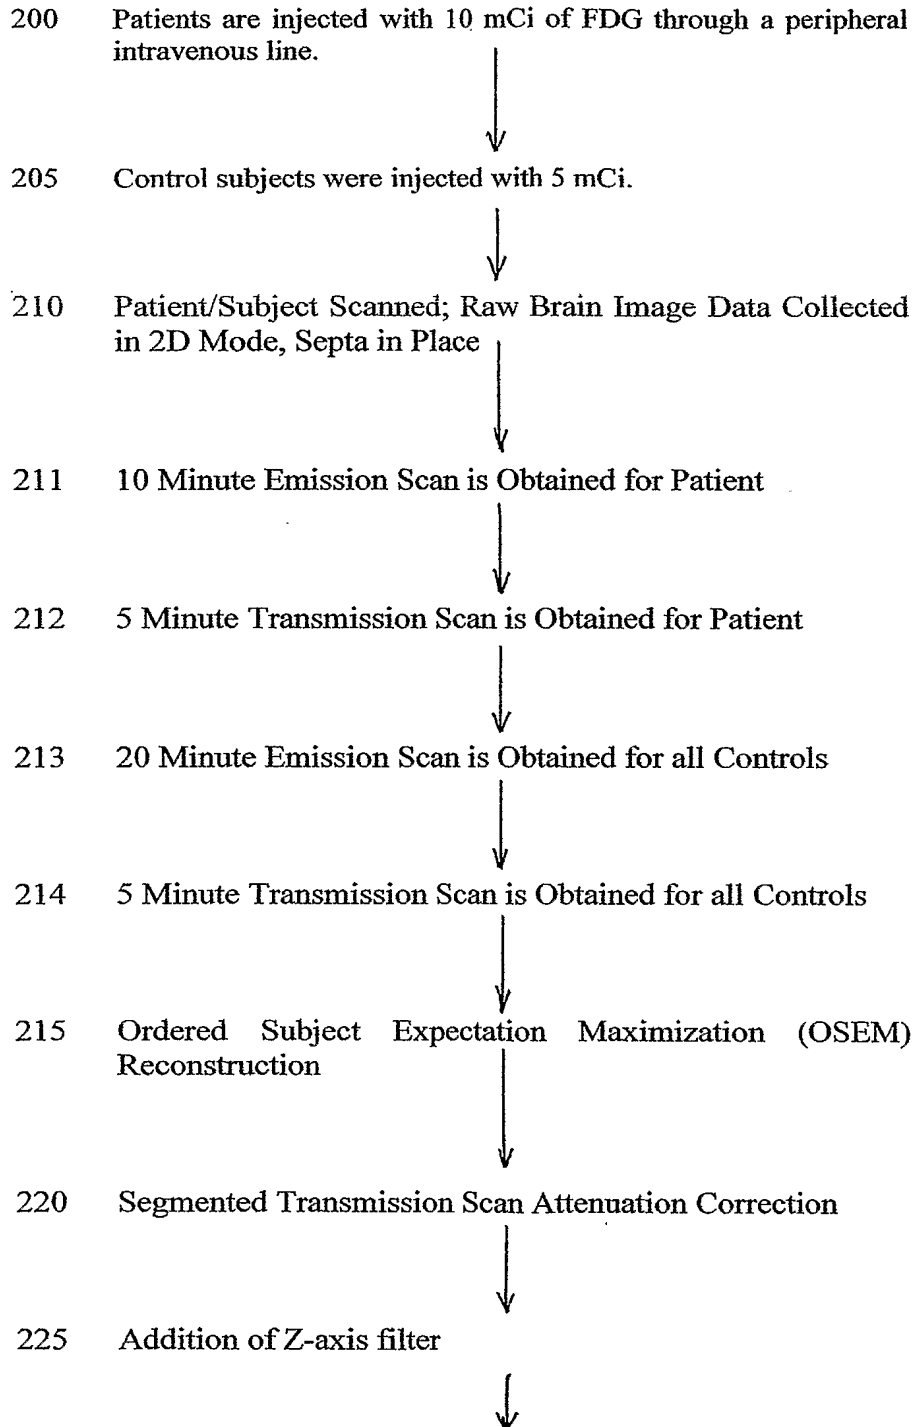 200 Patients are injected with 10 mCi of FDG through a peripheral
intravenous line.
205 Control subjects were injected with 5 mCi.
210 Patient/Subject Scanned; Raw Brain Image Data Collected
in 2D Mode, Septa in Place
211 10 Minute Emission Scan is Obtained for Patient
212 5 Minute Transmission Scan is Obtained for Patient
213 20 Minute Emission Scan is Obtained for all Controls
214 5 Minute Transmission Scan is Obtained for all Controls
215 Ordered Subject Expectation Maximization (OSEM)
Reconstruction
220 Segmented Transmission Scan Attenuation Correction
225 Addition of Z-axis filter